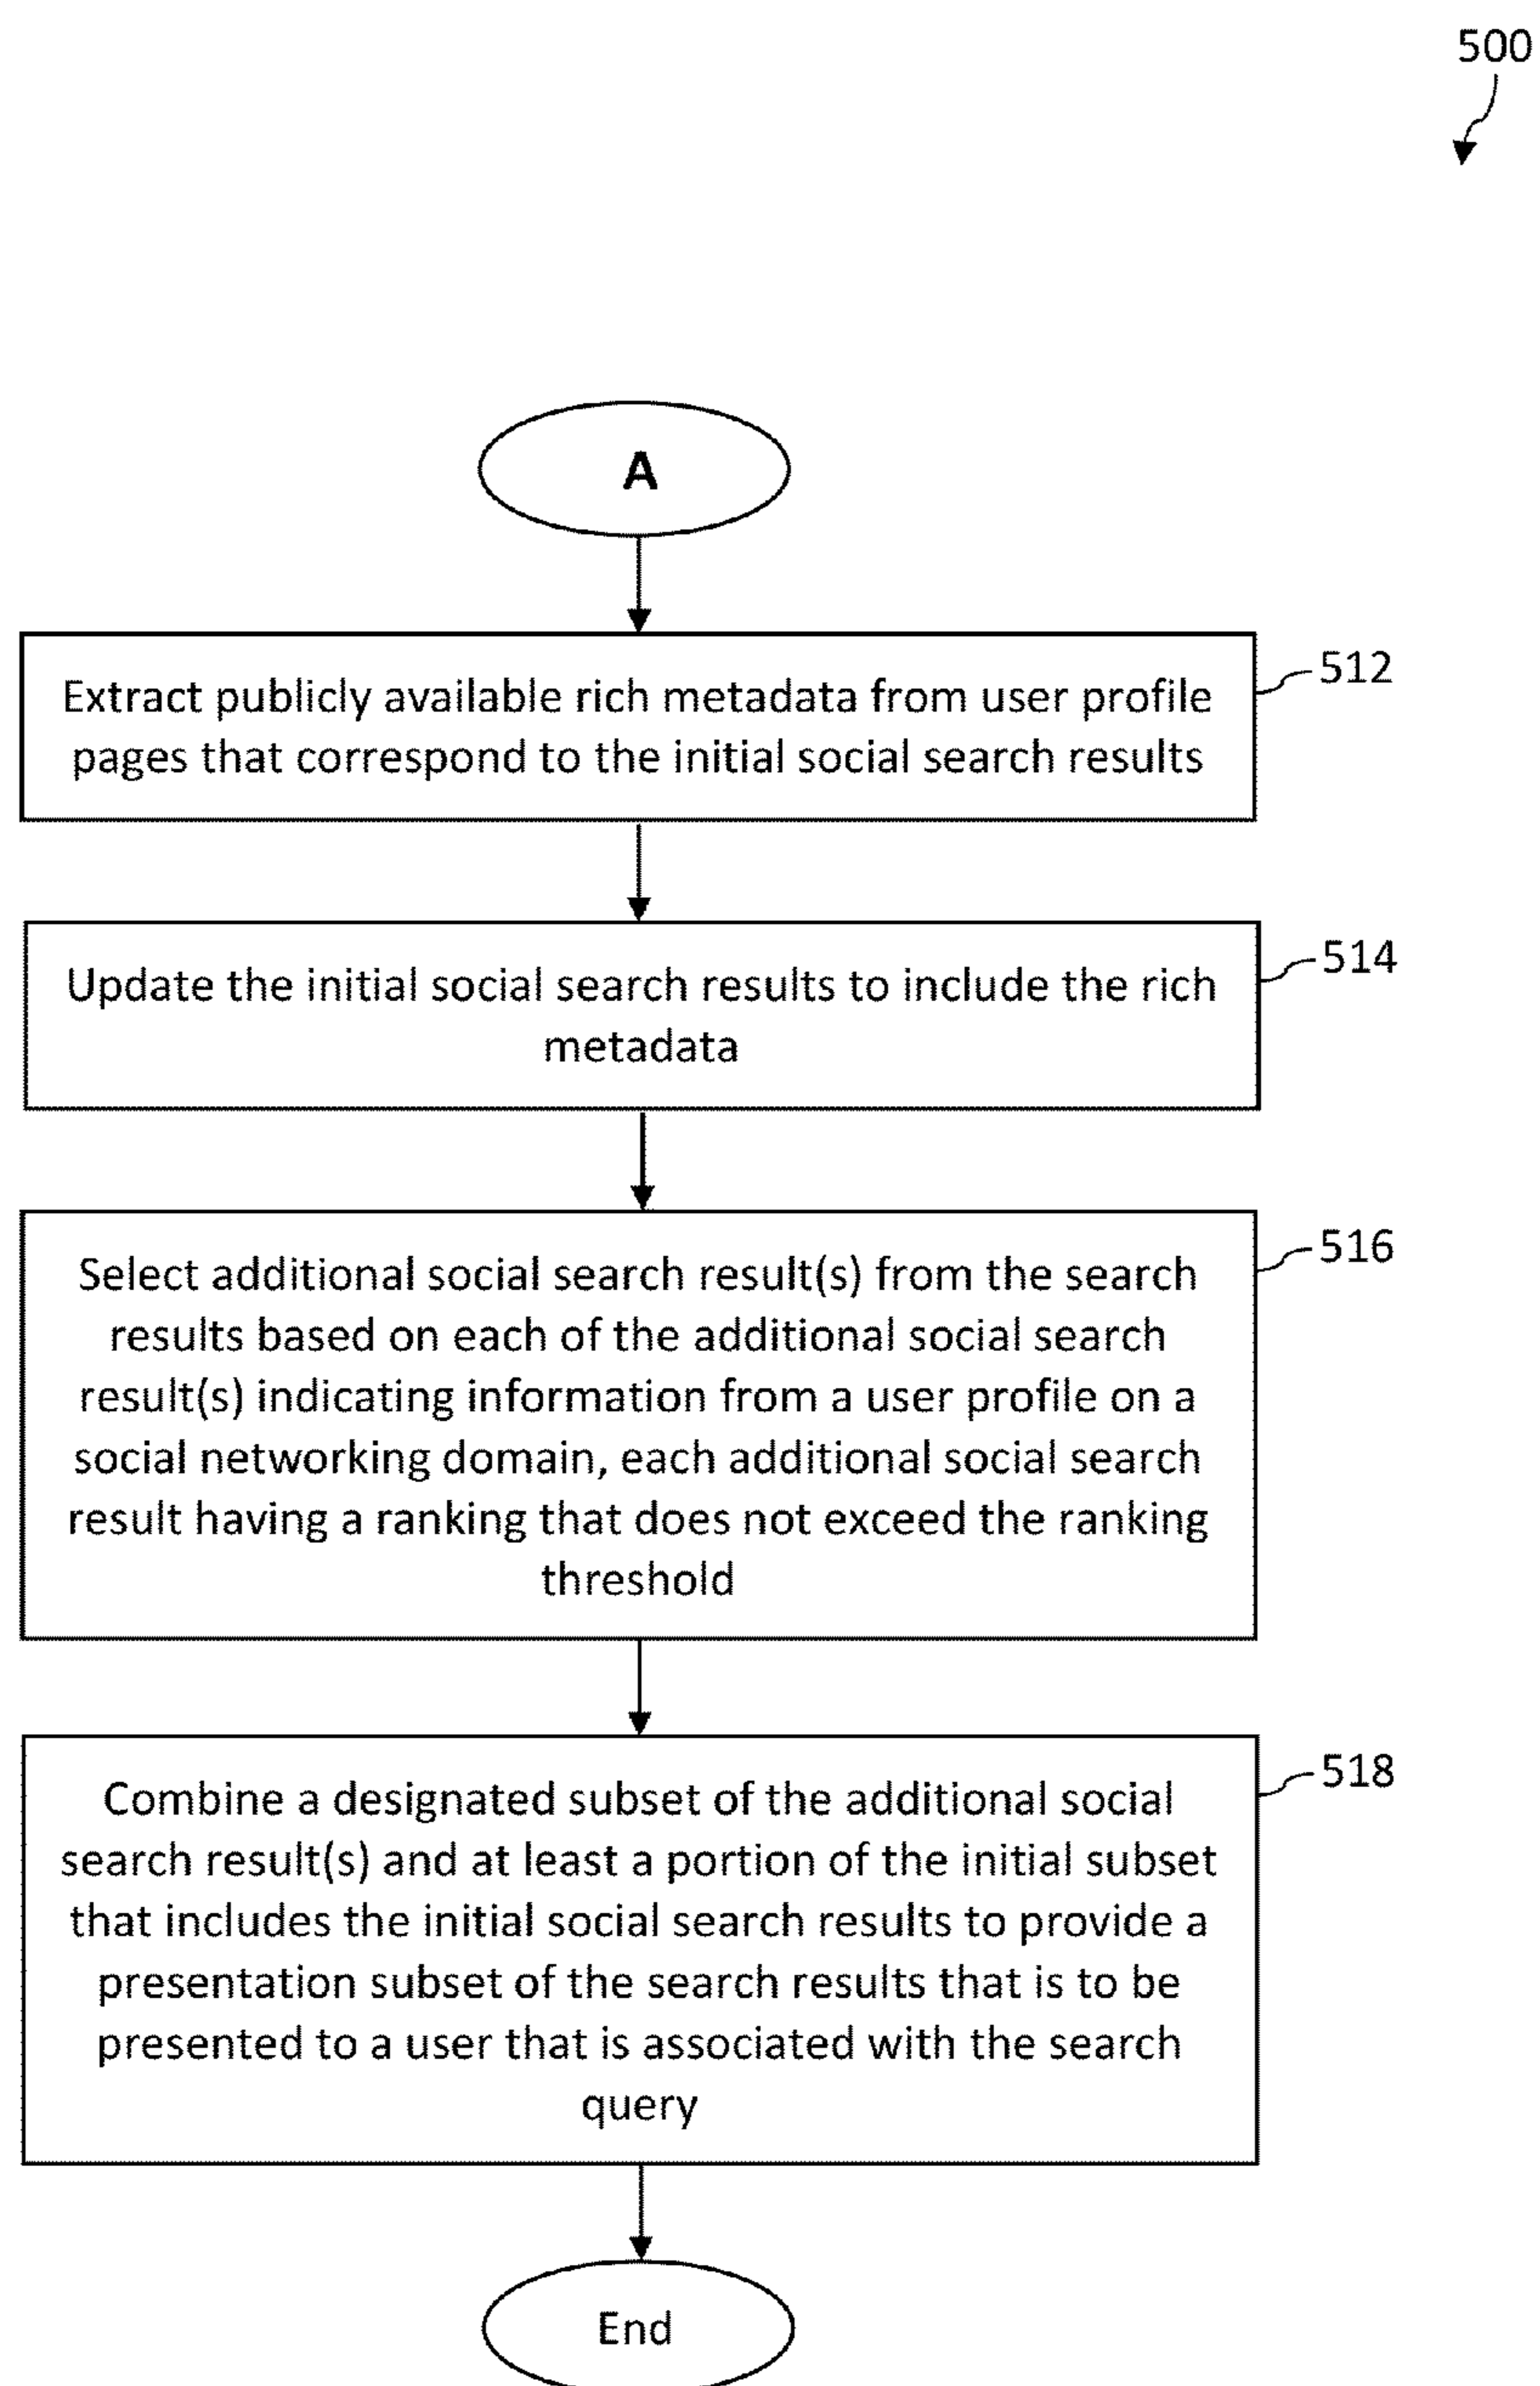 500
A
Extract publicly available rich metadata from user profile
pages that correspond to the initial social search results
512
Update the initial social search results to include the rich
metadata
514
Select additional social search result(s) from the search
results based on each of the additional social search
result(s) indicating information from a user profile on a
social networking domain, each additional social search
result having a ranking that does not exceed the ranking
threshold
516
Combine a designated subset of the additional social
search result(s) and at least a portion of the initial subset
that includes the initial social search results to provide a
presentation subset of the search results that is to be
presented to a user that is associated with the search
query
518
End